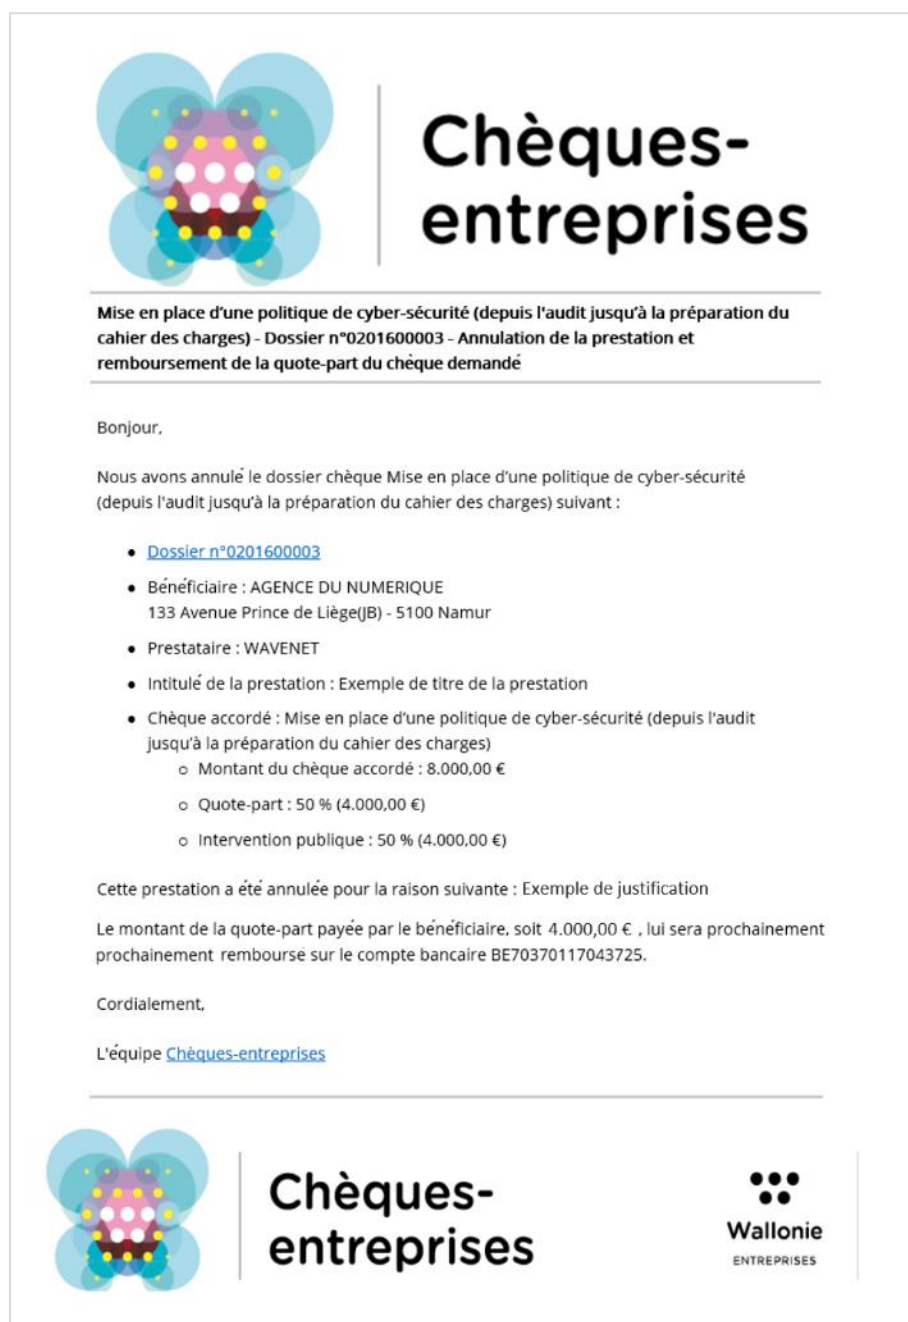 Chèques-
entreprises
Mise en place d'une politique de cyber-sécurité (depuis l'audit jusqu'à la préparation du
cahier des charges) - Dossier n°0201600003 - Annulation de la prestation et
remboursement de la quote-part du chèque demandé
Bonjour,
Nous avons annulé le dossier chèque Mise en place d'une politique de cyber-sécurité
(depuis l'audit jusqu'à la préparation du cahier des charges) suivant :
• Dossier n°0201600003
• Bénéficiaire : AGENCE DU NUMERIQUE
133 Avenue Prince de Liège(JB) - 5100 Namur
• Prestataire : WAVENET
• Intitulé de la prestation : Exemple de titre de la prestation
• Chèque accordé : Mise en place d'une politique de cyber-sécurité (depuis l'audit
jusqu'à la préparation du cahier des charges)
o Montant du chèque accordé : 8.000,00 €
o Quote-part : 50 % (4.000,00 €)
o Intervention publique : 50 % (4.000,00 €)
Cette prestation a été annulée pour la raison suivante : Exemple de justification
Le montant de la quote-part payée par le bénéficiaire, soit 4.000,00 € , lui sera prochainement
prochainement remboursé sur le compte bancaire BE70370117043725.
Cordialement,
L'équipe Chèques-entreprises
Chèques-
entreprises
Wallonie
ENTREPRISES